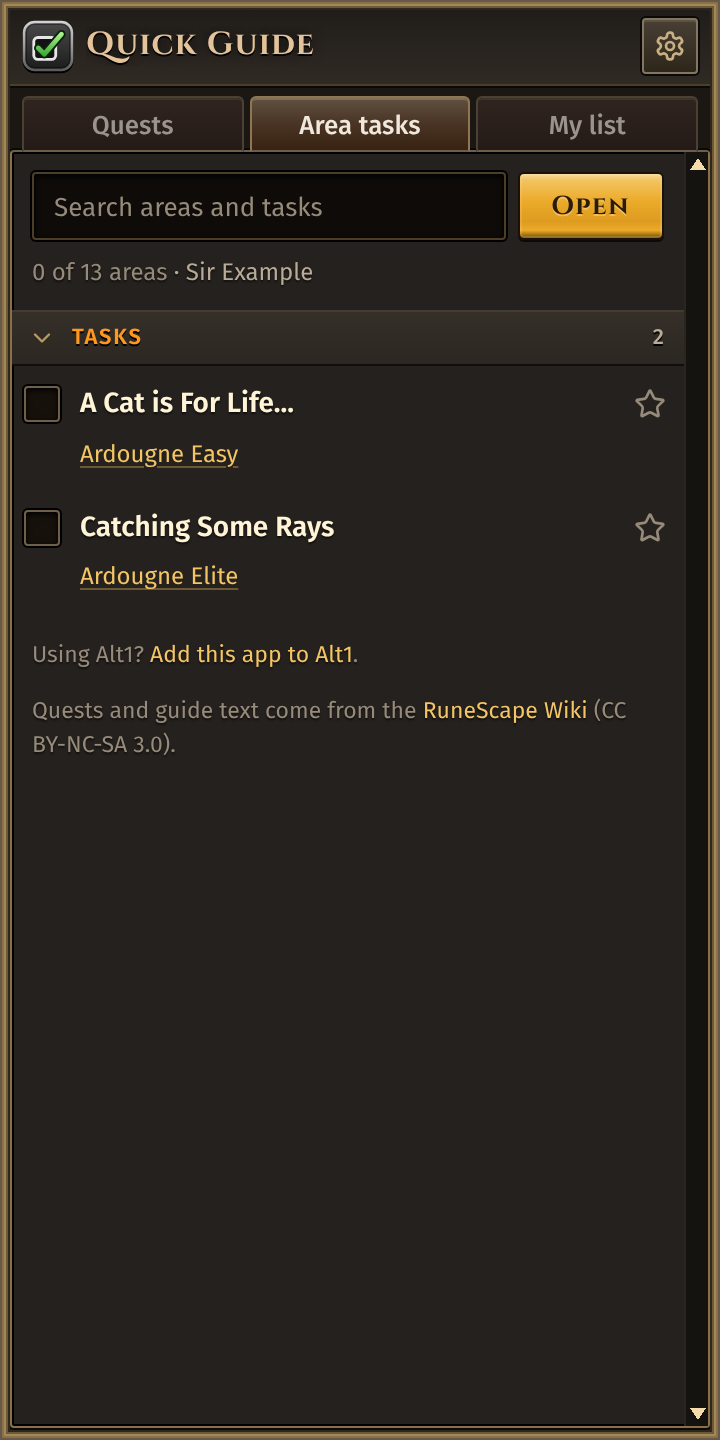 Quick Guide
Quests
Area tasks
My list
Search areas and tasks
Open
0 of 13 areas · Sir Example
TASKS
2
A Cat is For Life...
Ardougne Easy
Catching Some Rays
Ardougne Elite
Using Alt1? Add this app to Alt1.
Quests and guide text come from the RuneScape Wiki (CC
BY-NC-SA 3.0).